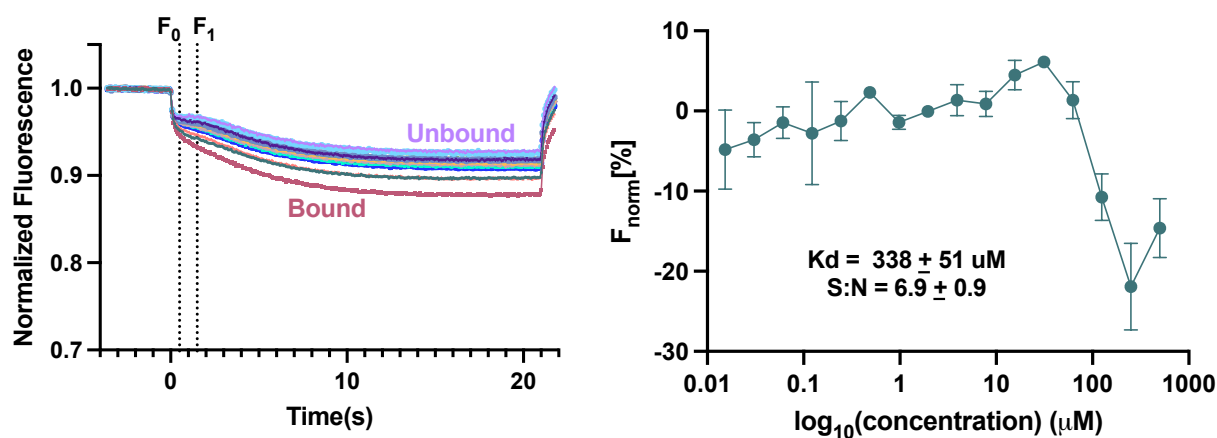 F0 F1
Normalized Fluorescence
1.0
0.9
0.8
0.7
Unbound
Bound
0 10 20
Time(s)
Fnorm[%]
10
0
-10
-20
-30
Kd = 338 ± 51 uM
S:N = 6.9 ± 0.9
0.01 0.1 1 10 100 1000
log10(concentration) (μM)